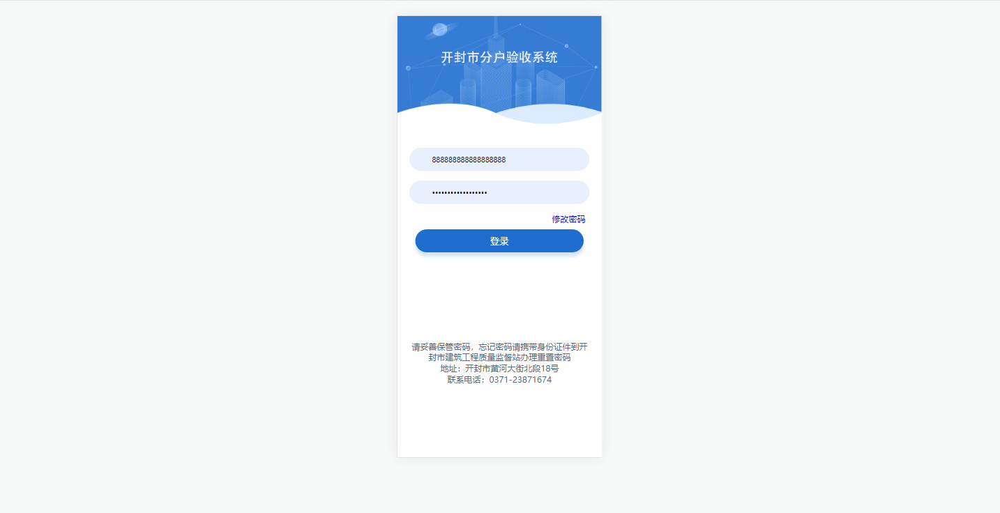 开封市分户验收系统
888888888888888888
••••••••••••••••••
修改密码
登录
请妥善保管密码，忘记密码请携带身份证件到开
封市建筑工程质量监督站办理重置密码
地址：开封市黄河大街北段18号
联系电话：0371-23871674